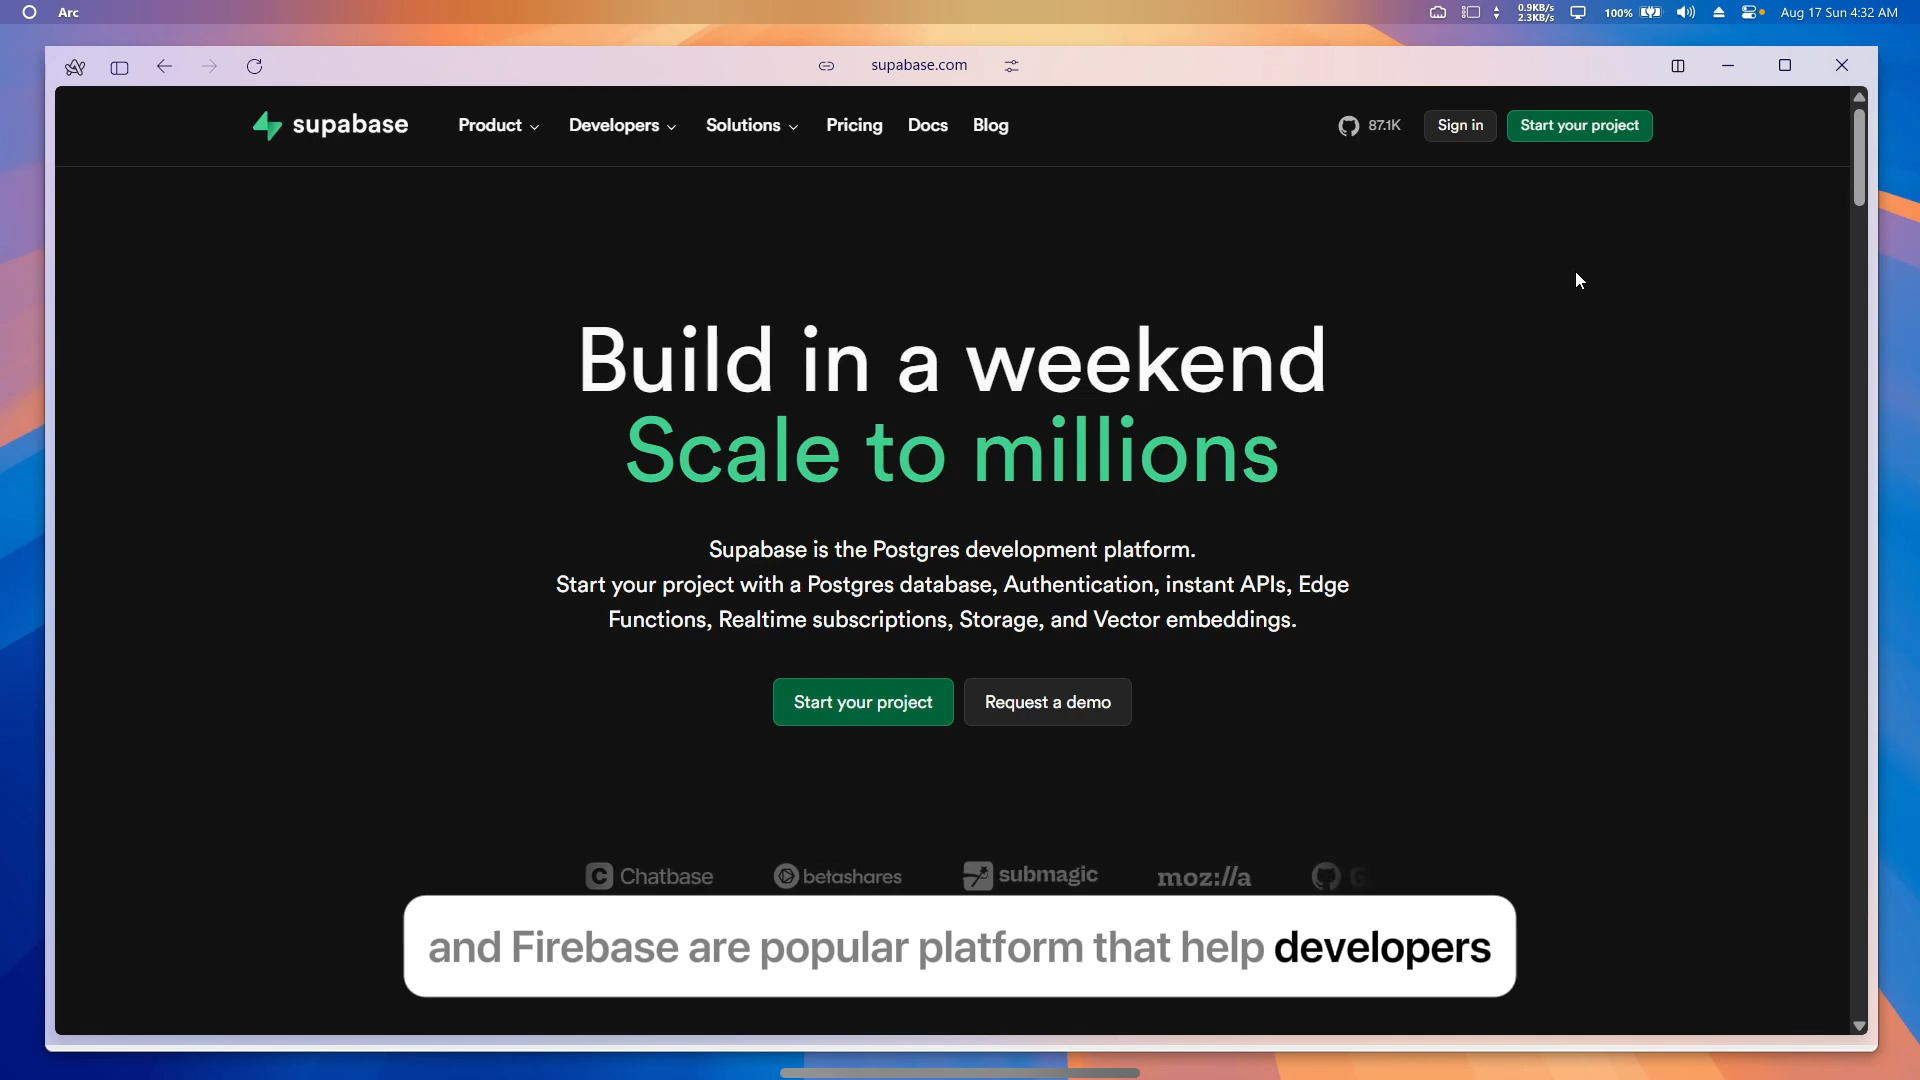 Arc
0.9KB/s
2.3KB/s
100%
Aug 17 Sun 4:32 AM
supabase.com
supabase
Product
Developers
Solutions
Pricing
Docs
Blog
87.1K
Sign in
Start your project
Build in a weekend
Scale to millions
Supabase is the Postgres development platform.
Start your project with a Postgres database, Authentication, instant APIs, Edge
Functions, Realtime subscriptions, Storage, and Vector embeddings.
Start your project
Request a demo
Chatbase
betashares
submagic
moz://a
G
and Firebase are popular platform that help developers